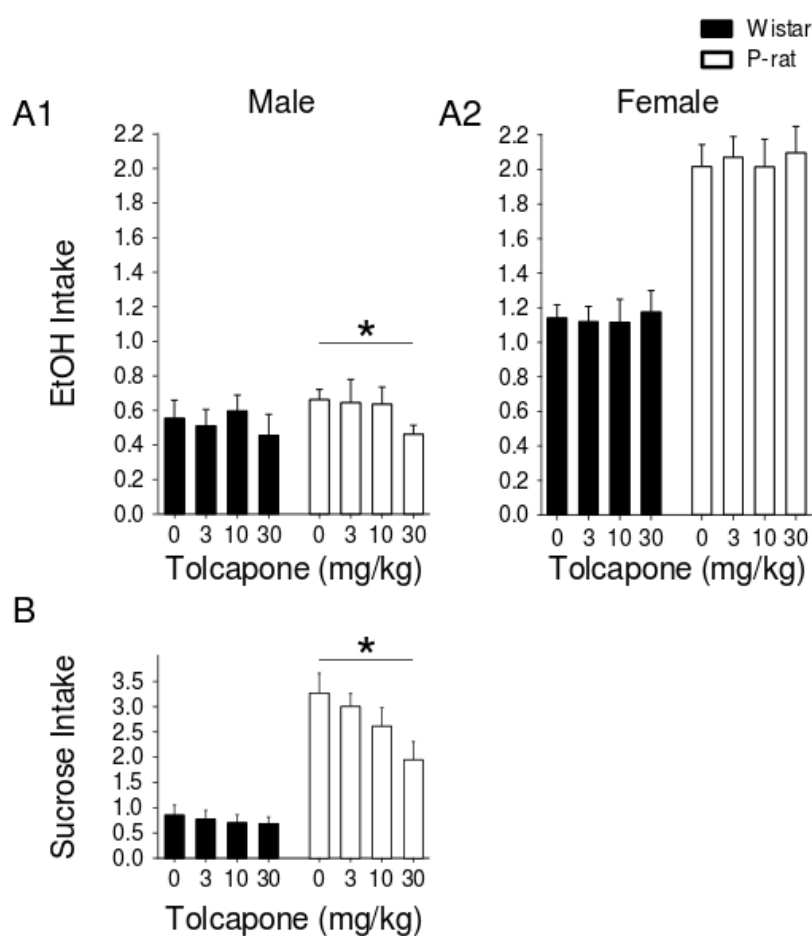 Wistar
P-rat
A1
Male
A2
Female
EtOH Intake
2.2
2.0
1.8
1.6
1.4
1.2
1.0
0.8
0.6
0.4
0.2
0.0
*
0 3 10 30 0 3 10 30
Tolcapone (mg/kg)
2.2
2.0
1.8
1.6
1.4
1.2
1.0
0.8
0.6
0.4
0.2
0.0
0 3 10 30 0 3 10 30
Tolcapone (mg/kg)
B
Sucrose Intake
3.5
3.0
2.5
2.0
1.5
1.0
0.5
0.0
*
0 3 10 30 0 3 10 30
Tolcapone (mg/kg)